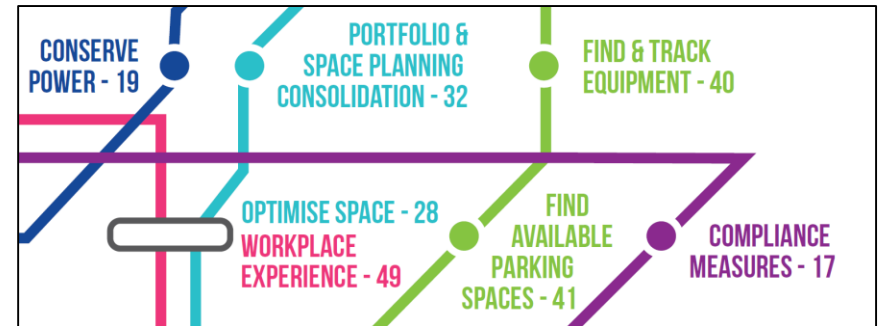 CONSERVE
POWER - 19
PORTFOLIO &
SPACE PLANNING
CONSOLIDATION - 32
FIND & TRACK
EQUIPMENT - 40
OPTIMISE SPACE - 28
WORKPLACE
EXPERIENCE - 49
FIND
AVAILABLE
PARKING
SPACES - 41
COMPLIANCE
MEASURES - 17